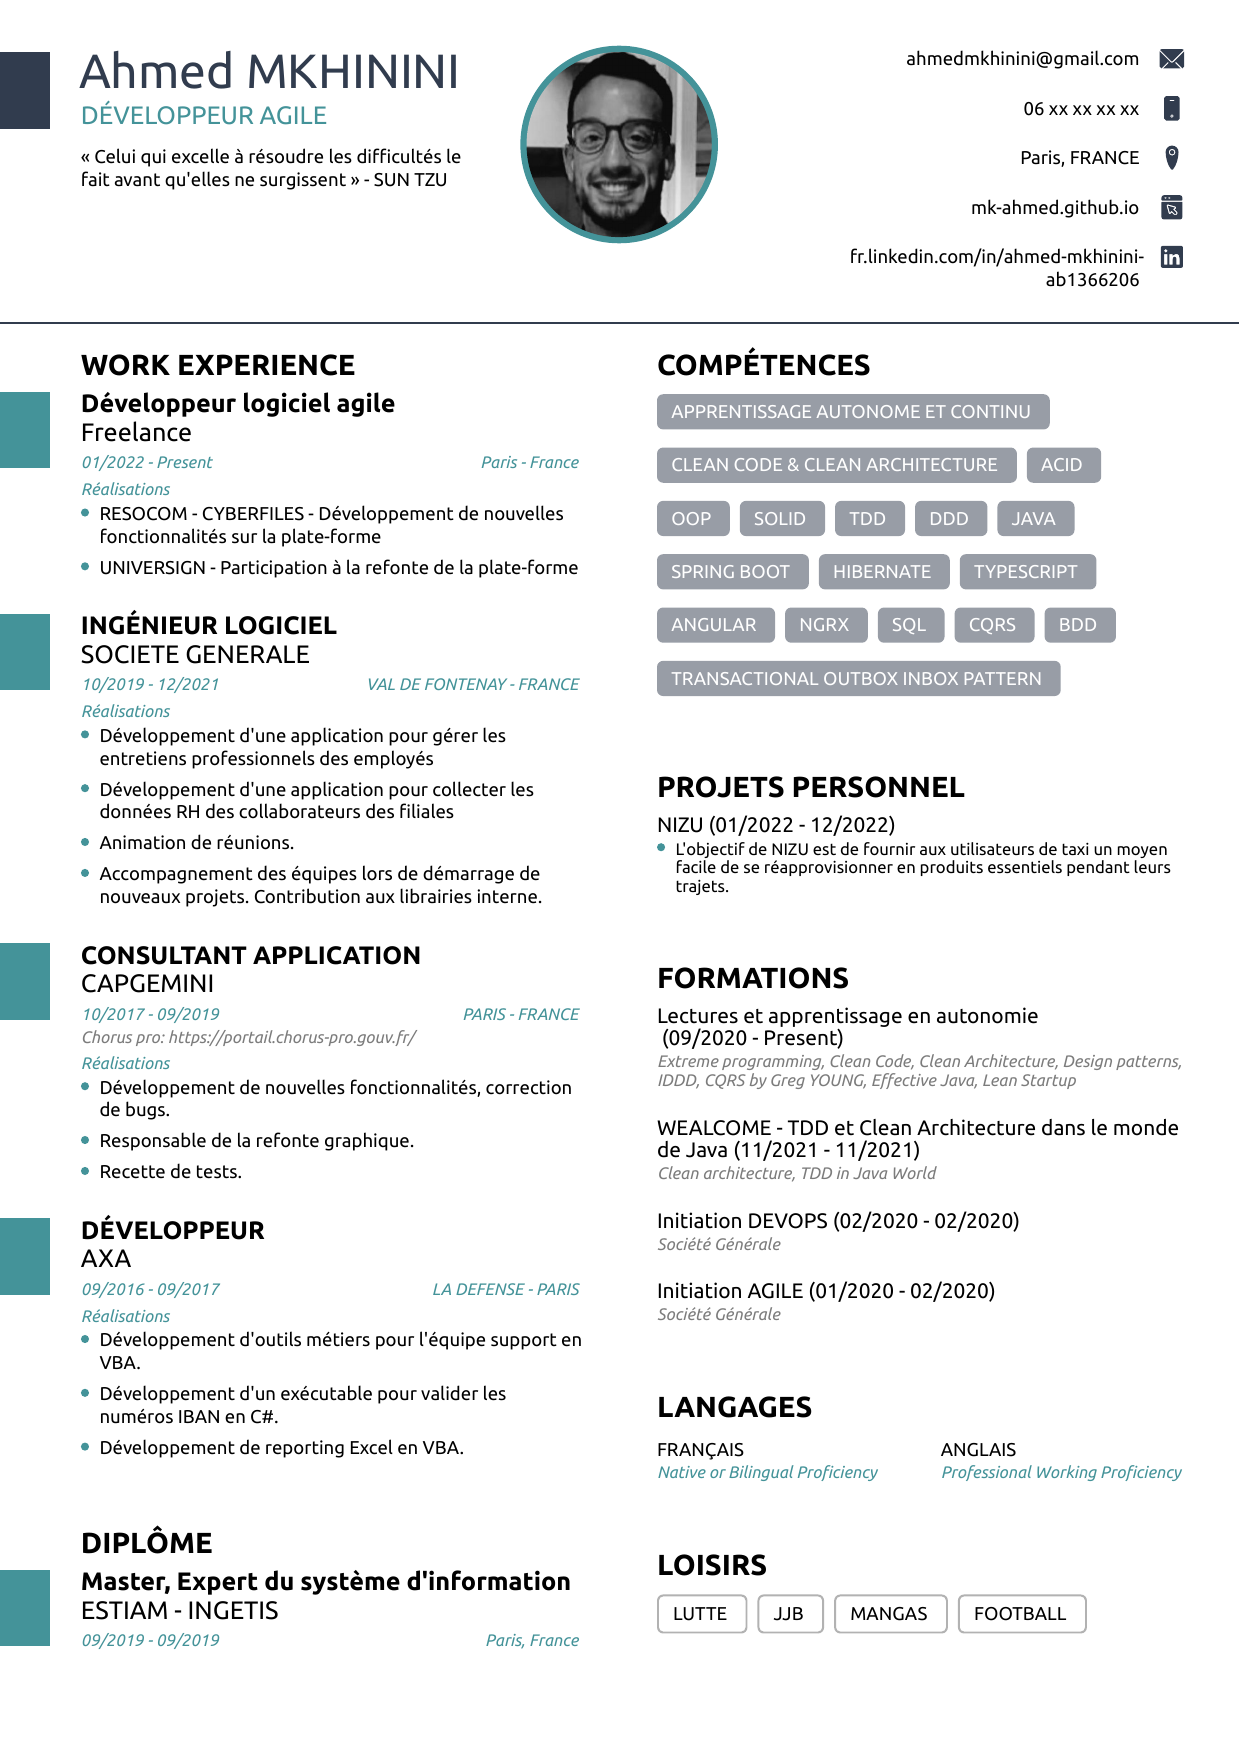 Ahmed MKHININI
DÉVELOPPEUR AGILE
« Celui qui excelle à résoudre les difficultés le
fait avant qu'elles ne surgissent » - SUN TZU
ahmedmkhinini@gmail.com
06 xx xx xx xx
Paris, FRANCE
mk-ahmed.github.io
fr.linkedin.com/in/ahmed-mkhinini-
ab1366206
WORK EXPERIENCE
Développeur logiciel agile
Freelance
01/2022 - Present Paris - France
Réalisations
RESOCOM - CYBERFILES - Développement de nouvelles
fonctionnalités sur la plate-forme
UNIVERSIGN - Participation à la refonte de la plate-forme
INGÉNIEUR LOGICIEL
SOCIETE GENERALE
10/2019 - 12/2021 VAL DE FONTENAY - FRANCE
Réalisations
Développement d'une application pour gérer les
entretiens professionnels des employés
Développement d'une application pour collecter les
données RH des collaborateurs des filiales
Animation de réunions.
Accompagnement des équipes lors de démarrage de
nouveaux projets. Contribution aux librairies interne.
CONSULTANT APPLICATION
CAPGEMINI
10/2017 - 09/2019 PARIS - FRANCE
Chorus pro: https://portail.chorus-pro.gouv.fr/
Réalisations
Développement de nouvelles fonctionnalités, correction
de bugs.
Responsable de la refonte graphique.
Recette de tests.
DÉVELOPPEUR
AXA
09/2016 - 09/2017 LA DEFENSE - PARIS
Réalisations
Développement d'outils métiers pour l'équipe support en
VBA.
Développement d'un exécutable pour valider les
numéros IBAN en C#.
Développement de reporting Excel en VBA.
DIPLÔME
Master, Expert du système d'information
ESTIAM - INGETIS
09/2019 - 09/2019 Paris, France
COMPÉTENCES
APPRENTISSAGE AUTONOME ET CONTINU
CLEAN CODE & CLEAN ARCHITECTURE ACID
OOP SOLID TDD DDD JAVA
SPRING BOOT HIBERNATE TYPESCRIPT
ANGULAR NGRX SQL CQRS BDD
TRANSACTIONAL OUTBOX INBOX PATTERN
PROJETS PERSONNEL
NIZU (01/2022 - 12/2022)
L'objectif de NIZU est de fournir aux utilisateurs de taxi un moyen
facile de se réapprovisionner en produits essentiels pendant leurs
trajets.
FORMATIONS
Lectures et apprentissage en autonomie
(09/2020 - Present)
Extreme programming, Clean Code, Clean Architecture, Design patterns,
IDDD, CQRS by Greg YOUNG, Effective Java, Lean Startup
WEALCOME - TDD et Clean Architecture dans le monde
de Java (11/2021 - 11/2021)
Clean architecture, TDD in Java World
Initiation DEVOPS (02/2020 - 02/2020)
Société Générale
Initiation AGILE (01/2020 - 02/2020)
Société Générale
LANGAGES
FRANÇAIS ANGLAIS
Native or Bilingual Proficiency Professional Working Proficiency
LOISIRS
LUTTE JJB MANGAS FOOTBALL